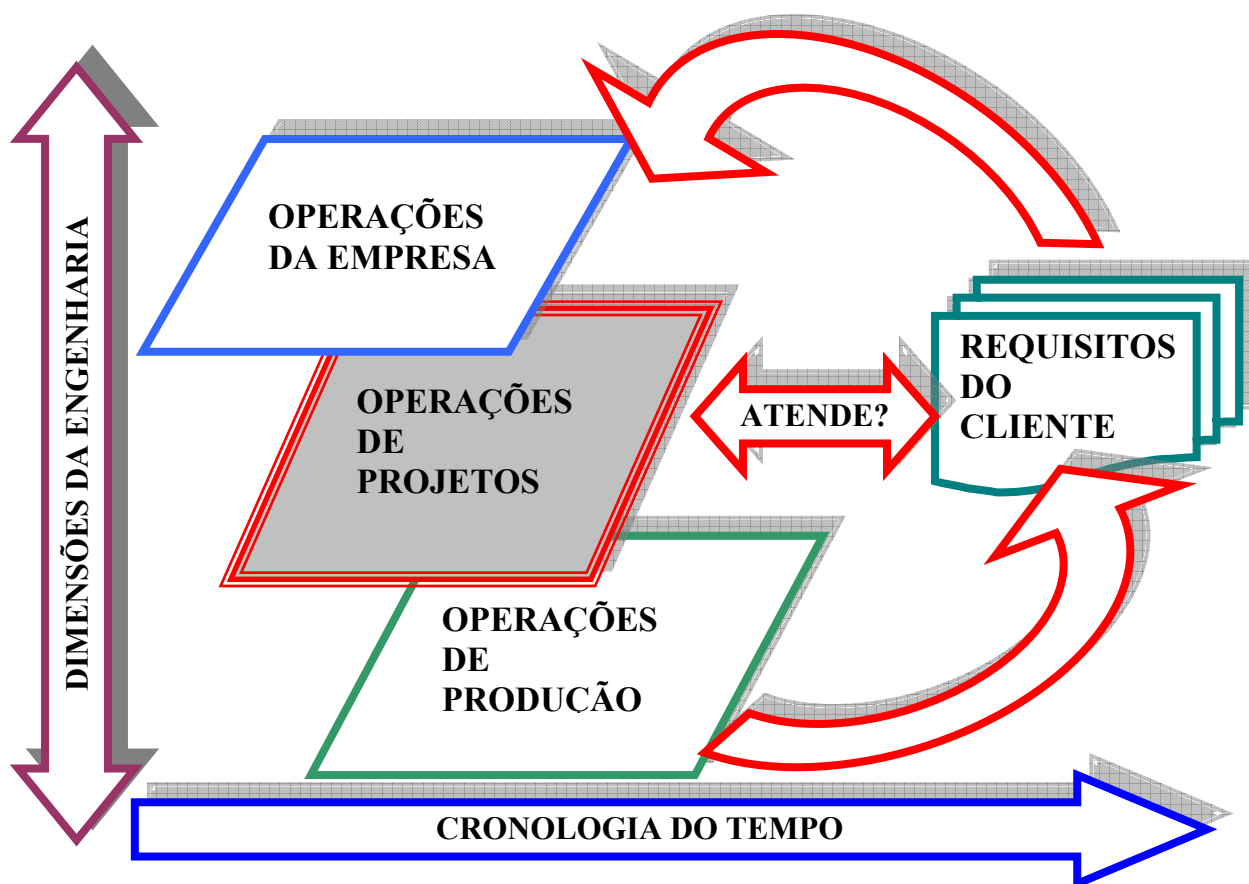 OPERAÇÕES
DA EMPRESA
OPERAÇÕES
DE
PROJETOS
OPERAÇÕES
DE
PRODUÇÃO
ATENDE?
REQUISITOS
DO
CLIENTE
DIMENSÕES DA ENGENHARIA
CRONOLOGIA DO TEMPO